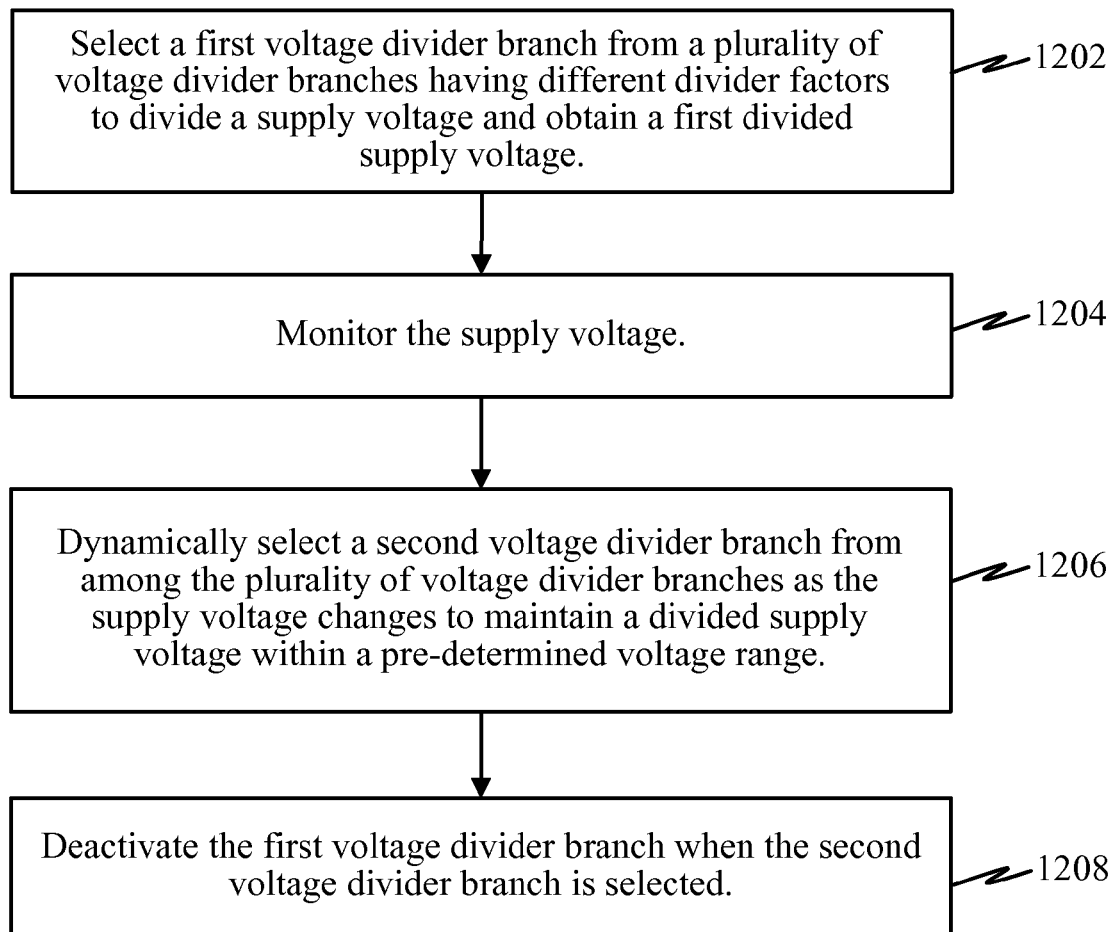 Select a first voltage divider branch from a plurality of
voltage divider branches having different divider factors
to divide a supply voltage and obtain a first divided
supply voltage.
1202
Monitor the supply voltage.
1204
Dynamically select a second voltage divider branch from
among the plurality of voltage divider branches as the
supply voltage changes to maintain a divided supply
voltage within a pre-determined voltage range.
1206
Deactivate the first voltage divider branch when the second
voltage divider branch is selected.
1208